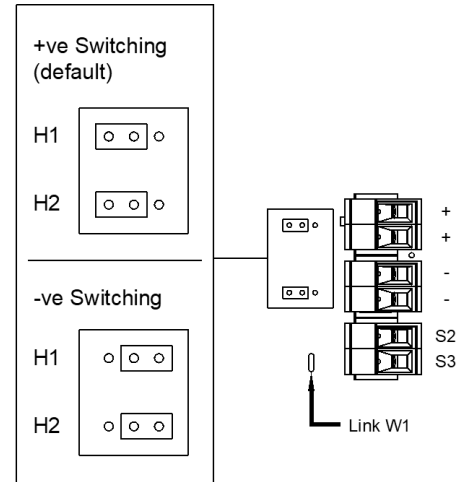 +ve Switching
(default)
H1
H2
-ve Switching
H1
H2
+
+
-
-
S2
S3
Link W1